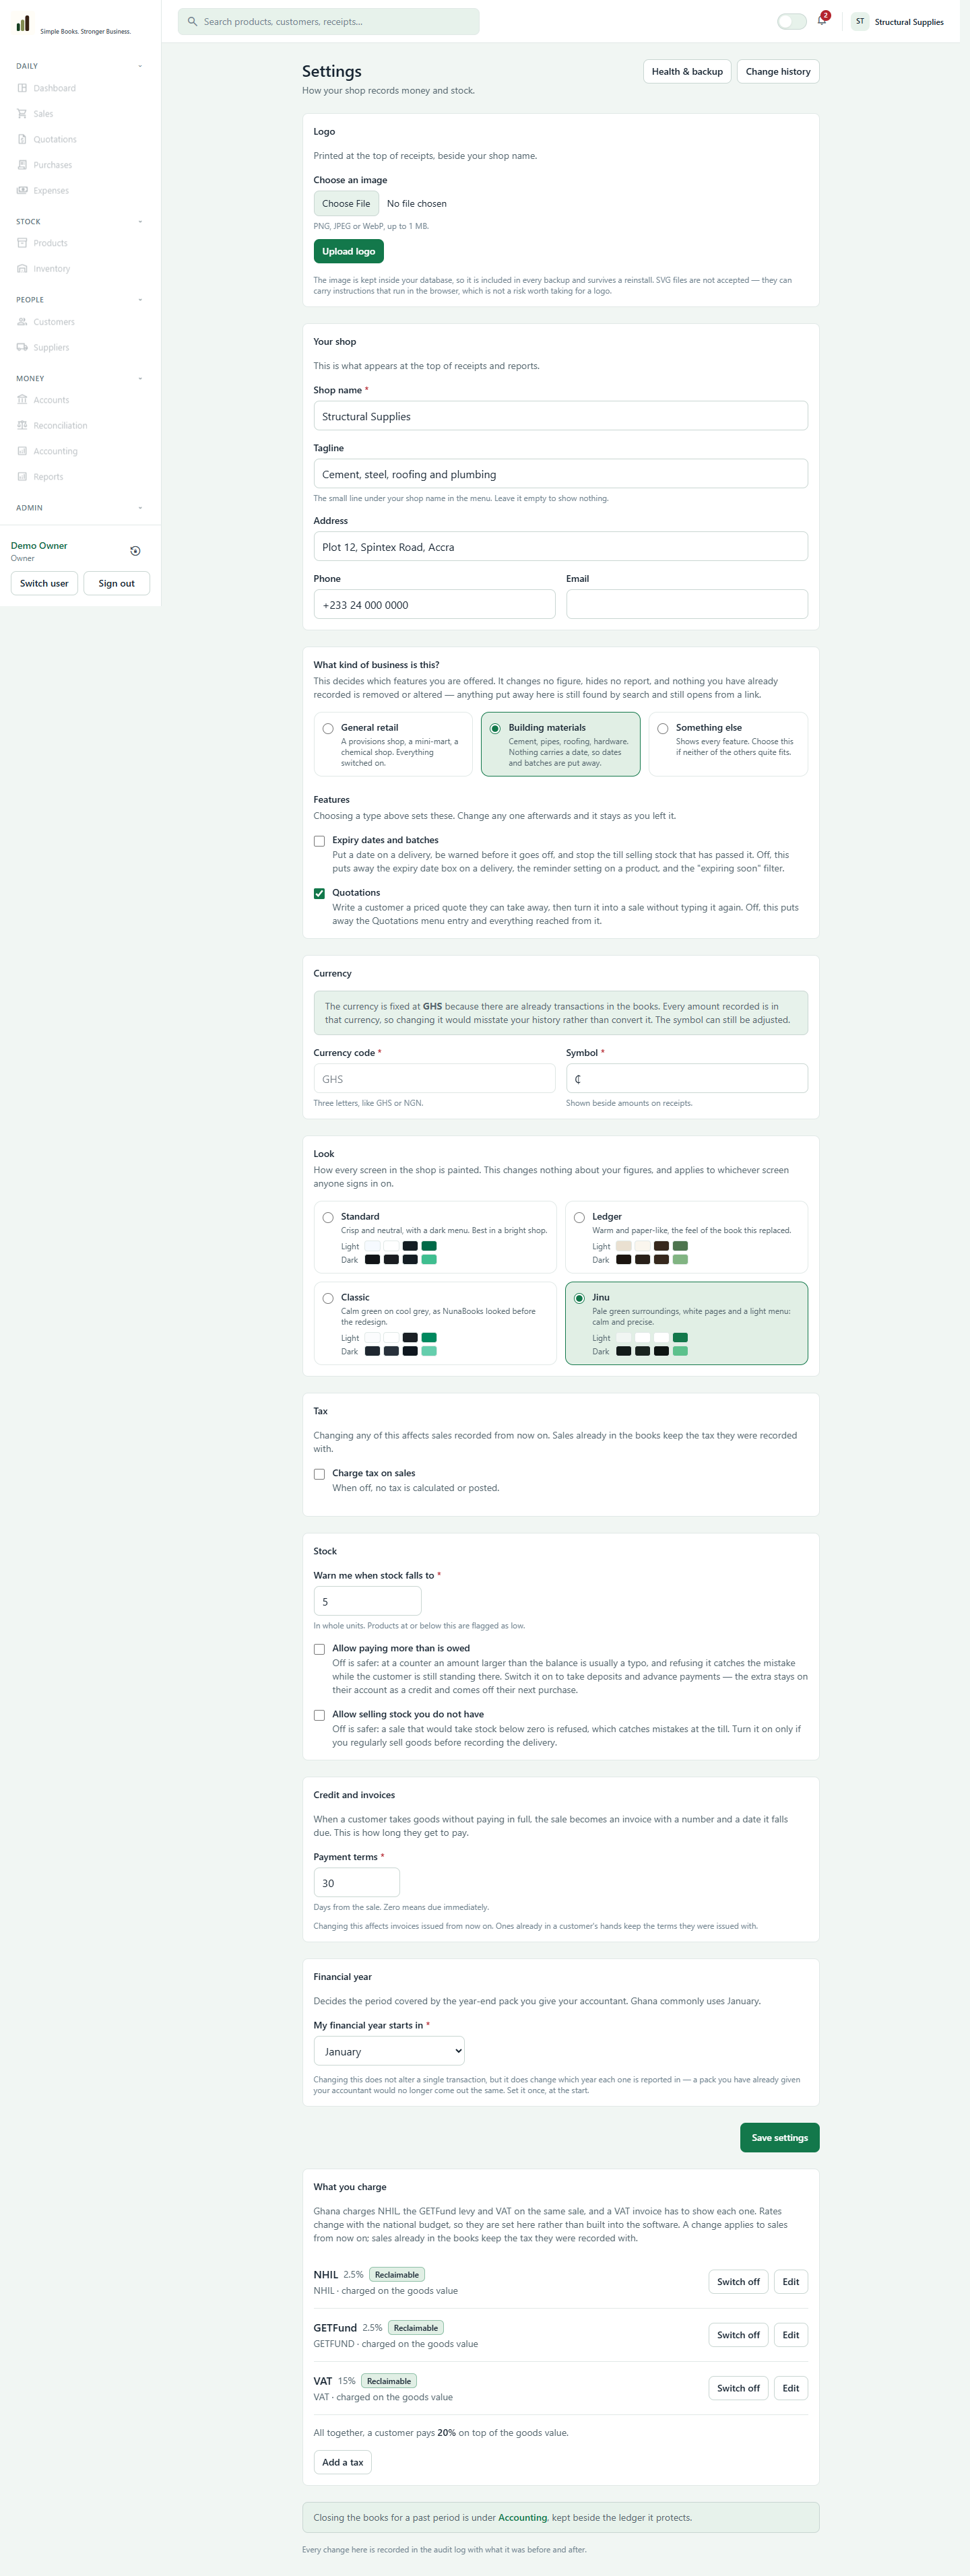 Simple Books. Stronger Business.
Search products, customers, receipts...
2
ST
Structural Supplies
DAILY
Dashboard
Sales
Quotations
Purchases
Expenses
STOCK
Products
Inventory
PEOPLE
Customers
Suppliers
MONEY
Accounts
Reconciliation
Accounting
Reports
ADMIN
Demo Owner
Owner
Switch user
Sign out
Settings
How your shop records money and stock.
Health & backup
Change history
Logo
Printed at the top of receipts, beside your shop name.
Choose an image
Choose File
No file chosen
PNG, JPEG or WebP, up to 1 MB.
Upload logo
The image is kept inside your database, so it is included in every backup and survives a reinstall. SVG files are not accepted — they can
carry instructions that run in the browser, which is not a risk worth taking for a logo.
Your shop
This is what appears at the top of receipts and reports.
Shop name *
Structural Supplies
Tagline
Cement, steel, roofing and plumbing
The small line under your shop name in the menu. Leave it empty to show nothing.
Address
Plot 12, Spintex Road, Accra
Phone
Email
+233 24 000 0000
What kind of business is this?
This decides which features you are offered. It changes no figure, hides no report, and nothing you have already
recorded is removed or altered — anything put away here is still found by search and still opens from a link.
General retail
A provisions shop, a mini-mart, a
chemical shop. Everything
switched on.
Building materials
Cement, pipes, roofing, hardware.
Nothing carries a date, so dates
and batches are put away.
Something else
Shows every feature. Choose this
if neither of the others quite fits.
Features
Choosing a type above sets these. Change any one afterwards and it stays as you left it.
Expiry dates and batches
Put a date on a delivery, be warned before it goes off, and stop the till selling stock that has passed it. Off, this
puts away the expiry date box on a delivery, the reminder setting on a product, and the "expiring soon" filter.
Quotations
Write a customer a priced quote they can take away, then turn it into a sale without typing it again. Off, this puts
away the Quotations menu entry and everything reached from it.
Currency
The currency is fixed at GHS because there are already transactions in the books. Every amount recorded is in
that currency, so changing it would misstate your history rather than convert it. The symbol can still be adjusted.
Currency code *
Symbol *
GHS
₵
Three letters, like GHS or NGN.
Shown beside amounts on receipts.
Look
How every screen in the shop is painted. This changes nothing about your figures, and applies to whichever screen
anyone signs in on.
Standard
Crisp and neutral, with a dark menu. Best in a bright shop.
Light
Dark
Ledger
Warm and paper-like, the feel of the book this replaced.
Light
Dark
Classic
Calm green on cool grey, as NunaBooks looked before
the redesign.
Light
Dark
Jinu
Pale green surroundings, white pages and a light menu:
calm and precise.
Light
Dark
Tax
Changing any of this affects sales recorded from now on. Sales already in the books keep the tax they were recorded
with.
Charge tax on sales
When off, no tax is calculated or posted.
Stock
Warn me when stock falls to *
5
In whole units. Products at or below this are flagged as low.
Allow paying more than is owed
Off is safer: at a counter an amount larger than the balance is usually a typo, and refusing it catches the mistake
while the customer is still standing there. Switch it on to take deposits and advance payments — the extra stays on
their account as a credit and comes off their next purchase.
Allow selling stock you do not have
Off is safer: a sale that would take stock below zero is refused, which catches mistakes at the till. Turn it on only if
you regularly sell goods before recording the delivery.
Credit and invoices
When a customer takes goods without paying in full, the sale becomes an invoice with a number and a date it falls
due. This is how long they get to pay.
Payment terms *
30
Days from the sale. Zero means due immediately.
Changing this affects invoices issued from now on. Ones already in a customer's hands keep the terms they were issued with.
Financial year
Decides the period covered by the year-end pack you give your accountant. Ghana commonly uses January.
My financial year starts in *
January
Changing this does not alter a single transaction, but it does change which year each one is reported in — a pack you have already given
your accountant would no longer come out the same. Set it once, at the start.
Save settings
What you charge
Ghana charges NHIL, the GETFund levy and VAT on the same sale, and a VAT invoice has to show each one. Rates
change with the national budget, so they are set here rather than built into the software. A change applies to sales
from now on; sales already in the books keep the tax they were recorded with.
NHIL 2.5% Reclaimable
NHIL · charged on the goods value
Switch off
Edit
GETFund 2.5% Reclaimable
GETFUND · charged on the goods value
Switch off
Edit
VAT 15% Reclaimable
VAT · charged on the goods value
Switch off
Edit
All together, a customer pays 20% on top of the goods value.
Add a tax
Closing the books for a past period is under Accounting, kept beside the ledger it protects.
Every change here is recorded in the audit log with what it was before and after.